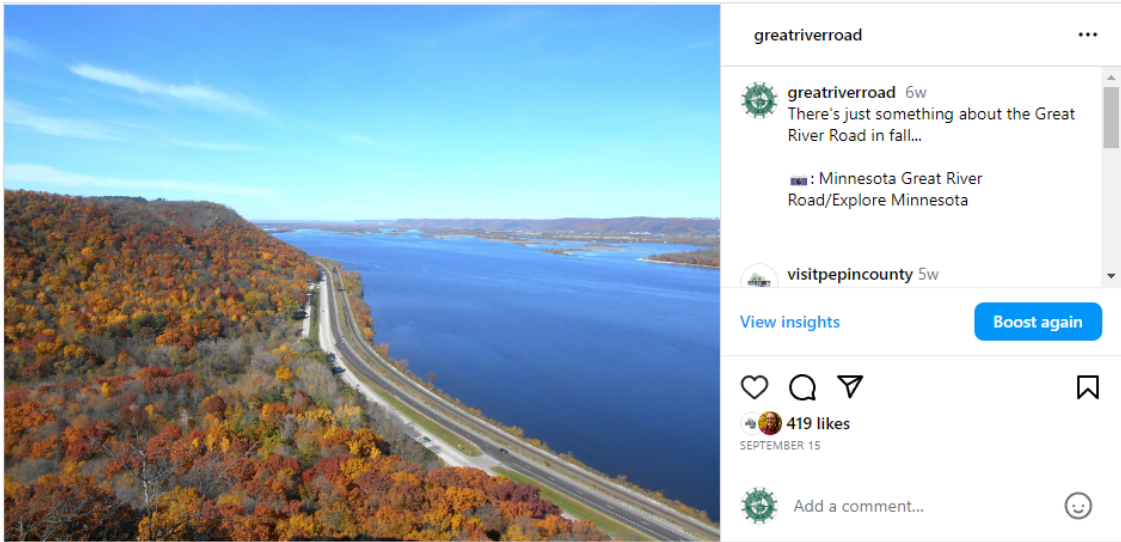 greatriverroad
greatriverroad 6w
There's just something about the Great
River Road in fall...
: Minnesota Great River
Road/Explore Minnesota
visitpepincounty 5w
View insights
Boost again
419 likes
SEPTEMBER 15
Add a comment...